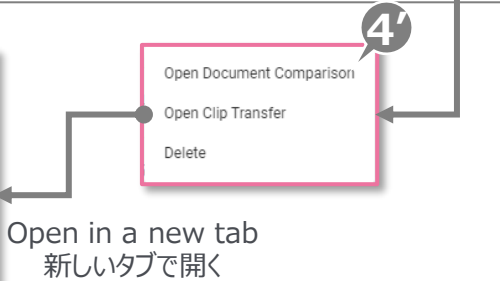 4′
Open Document Comparison
Open Clip Transfer
Delete
Open in a new tab
新しいタブで開く